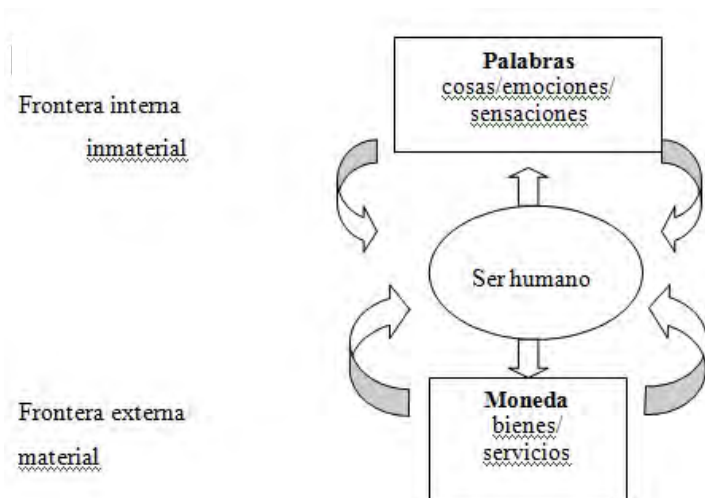 Palabras
cosas/emociones/
sensaciones
Frontera interna
inmaterial
Ser humano
Moneda
bienes/
servicios
Frontera externa
material